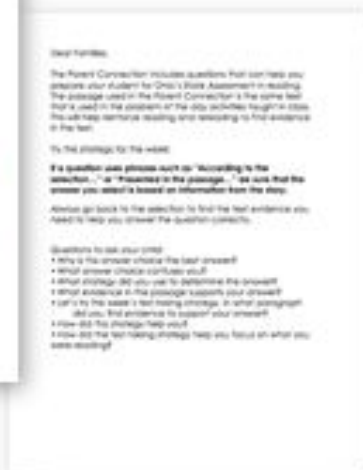 Dear Families,
The Parent Connection includes questions that can help you
prepare your student for Ohio's State Assessment in reading.
The passage used in the Parent Connection is the same text
that is used in the problem of the day activities taught in class.
This will help reinforce reading and rereading to find evidence
in the text.
Try this strategy for the week:
If a question uses phrases such as "According to the
selection…" or "Presented in the passage…" be sure that the
answer you select is based on information from the story.
Always go back to the selection to find the text evidence you
need to help you answer the question correctly.
Questions to ask your child:
• Why is this answer choice the best answer?
• What answer choice confuses you?
• What strategy did you use to determine the answer?
• What evidence in the passage supports your answer?
• Let's try this week's test taking strategy. In what paragraph
did you find evidence to support your answer?
• How did this strategy help you?
• How did the test taking strategy help you focus on what you
were reading?